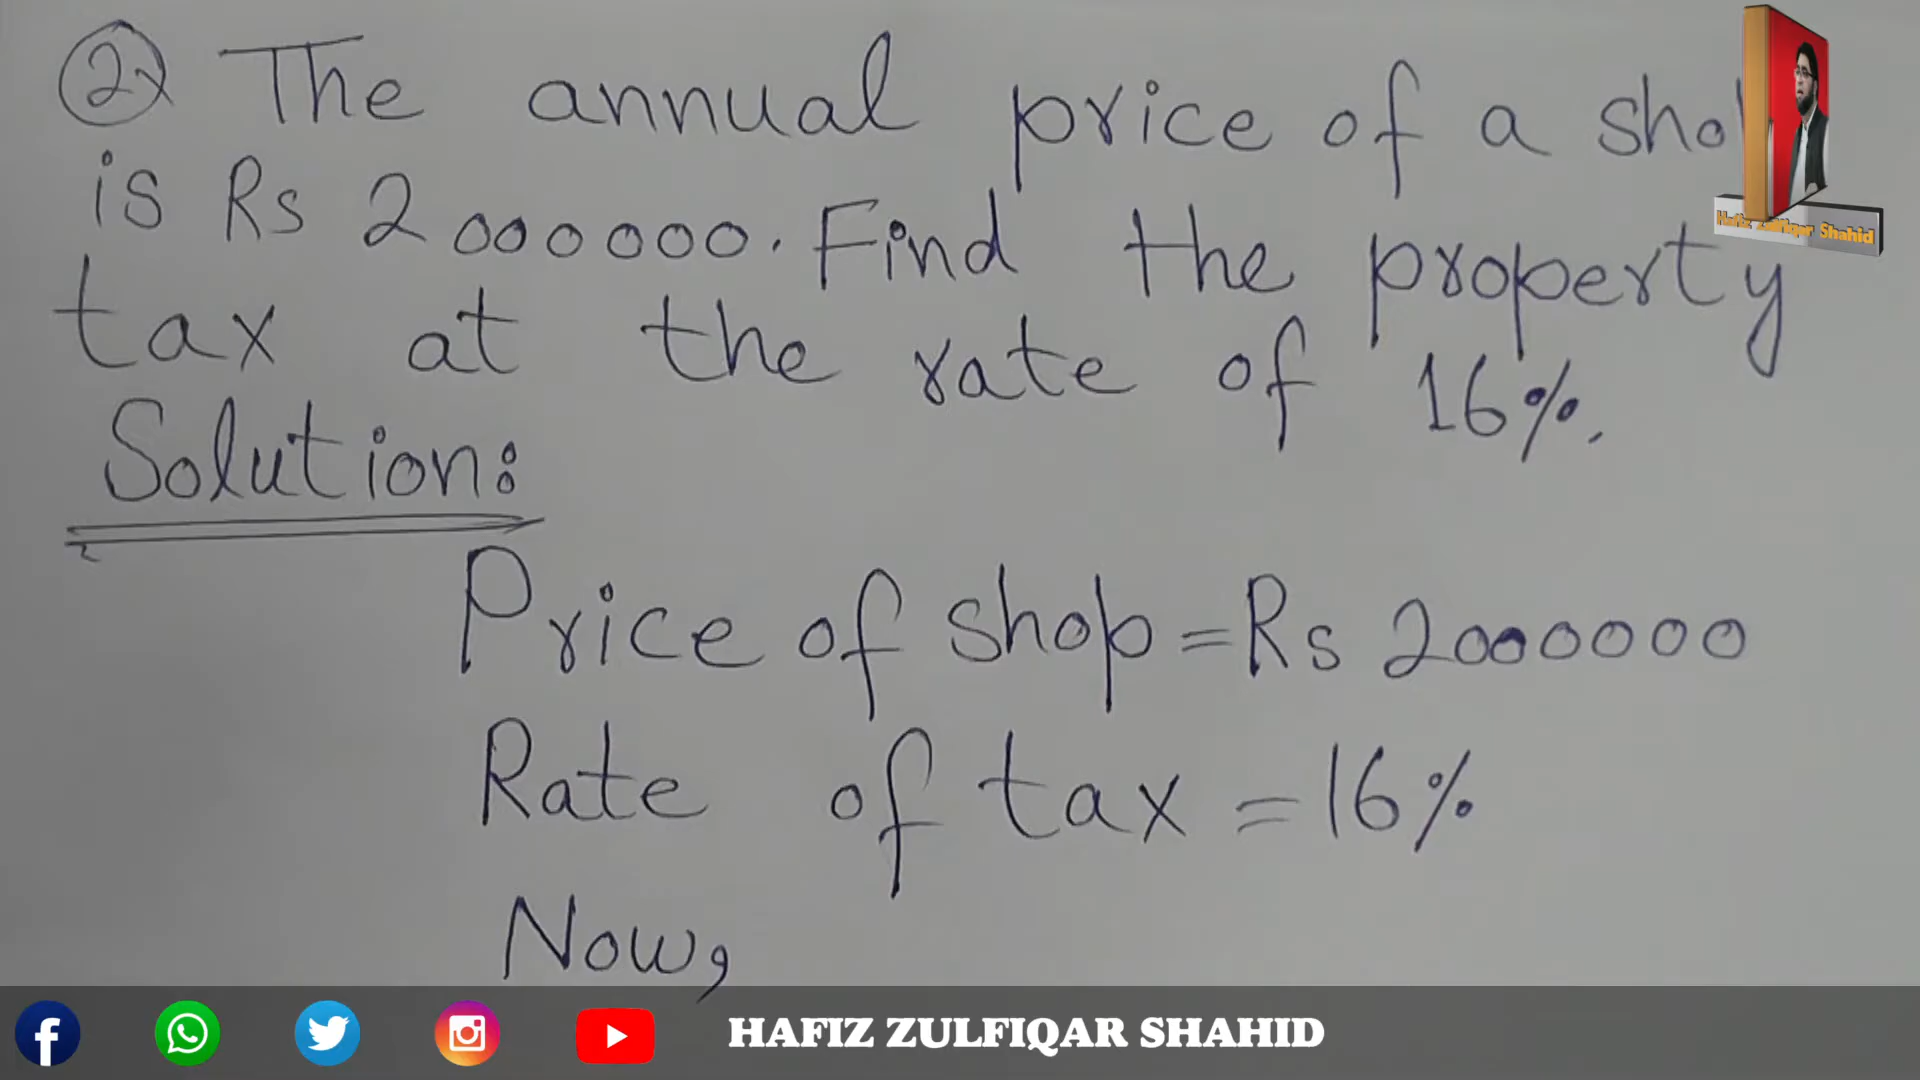 2 The annual price of a sho
is Rs 2000000. Find the property
tax at the rate of 16%.
Solution:
Price of shop = Rs 2000000
Rate of tax = 16%
Now,
Hafiz Zulfiqar Shahid
HAFIZ ZULFIQAR SHAHID